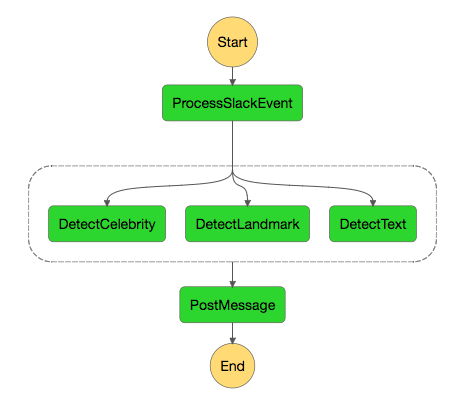 Start
ProcessSlackEvent
DetectCelebrity DetectLandmark DetectText
PostMessage
End